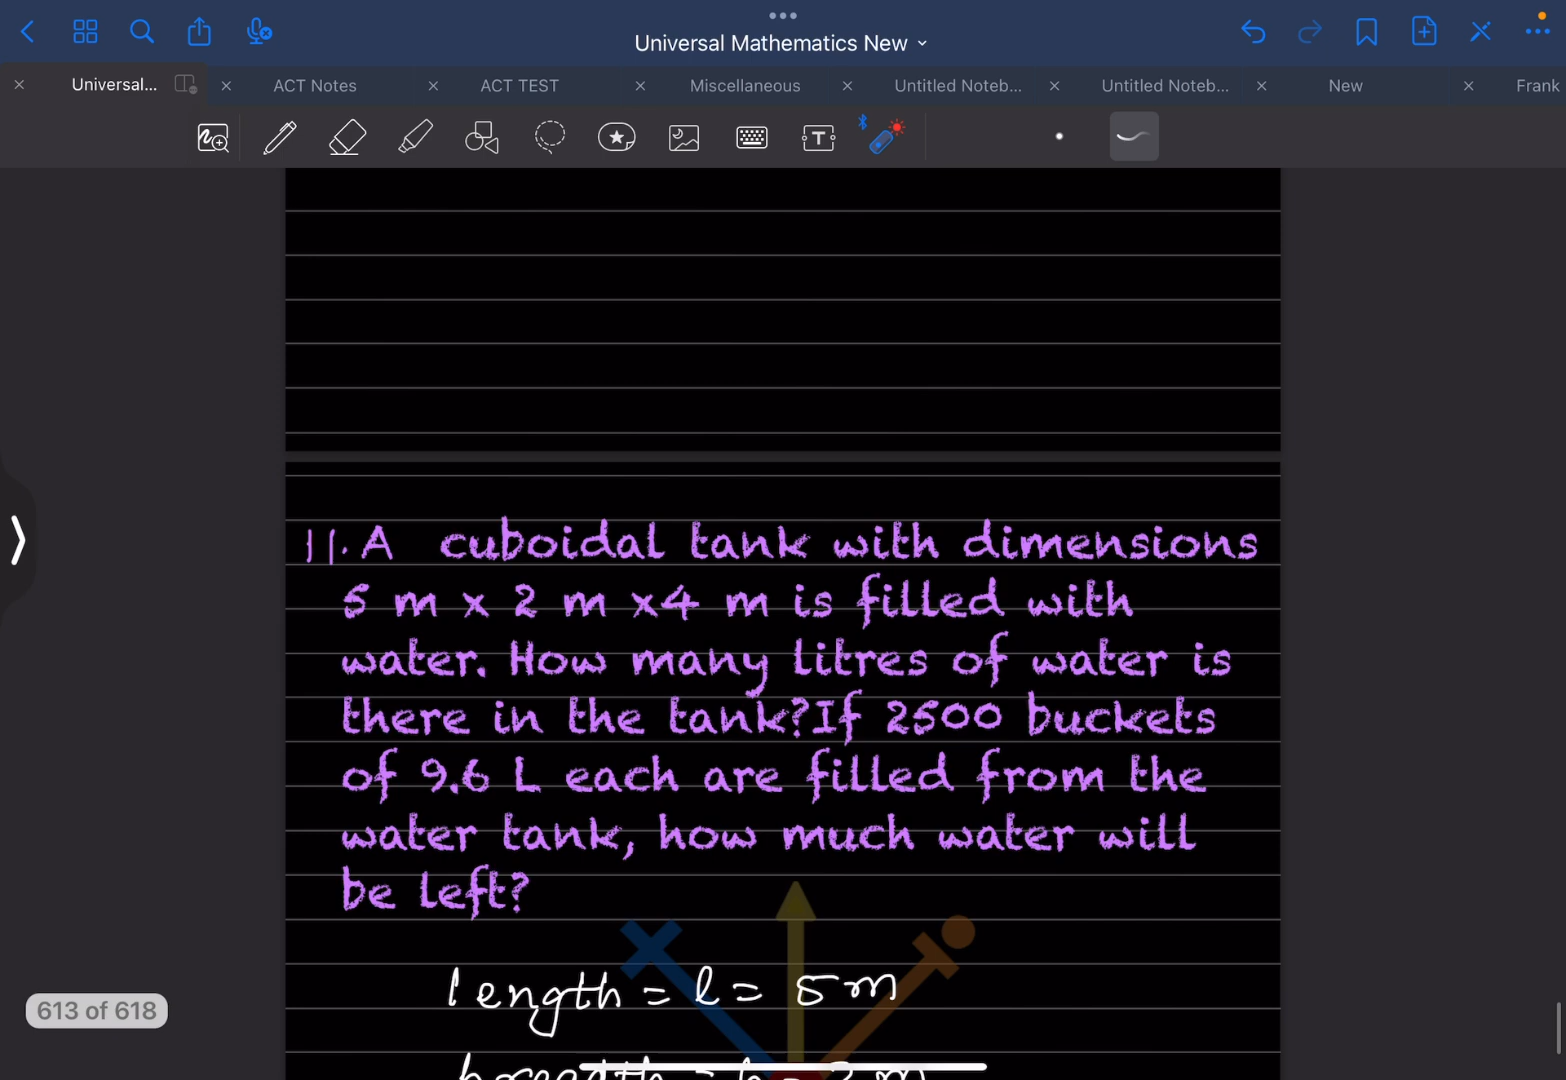 Universal Mathematics New
Universal...
ACT Notes
ACT TEST
Miscellaneous
Untitled Noteb...
Untitled Noteb...
New
Frank
11. A cuboidal tank with dimensions
5 m x 2 m x4 m is filled with
water. How many litres of water is
there in the tank?If 2500 buckets
of 9.6 L each are filled from the
water tank, how much water will
be left?
length = l = 5 m
breadth = b = 2 m
613 of 618